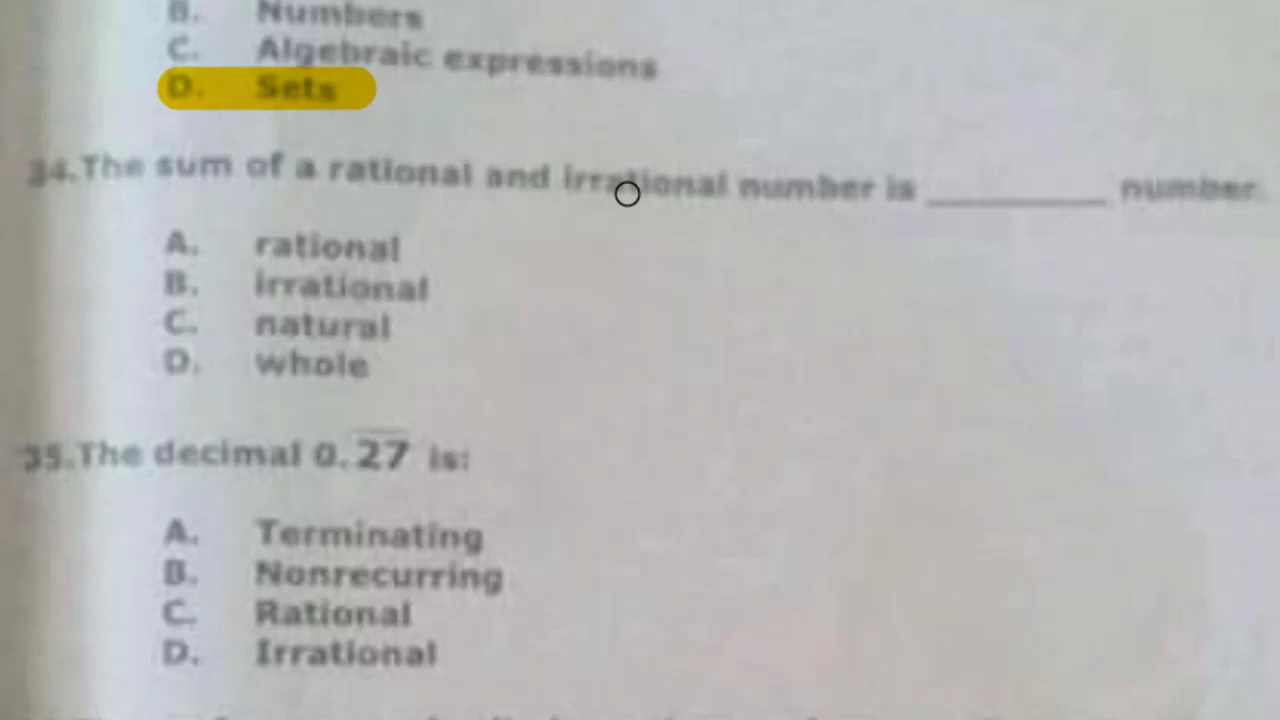 B. Numbers
C. Algebraic expressions
D. Sets
34.The sum of a rational and irrational number is __________ number.
A. rational
B. irrational
C. natural
D. whole
35.The decimal 0.\overline{27} is:
A. Terminating
B. Nonrecurring
C. Rational
D. Irrational